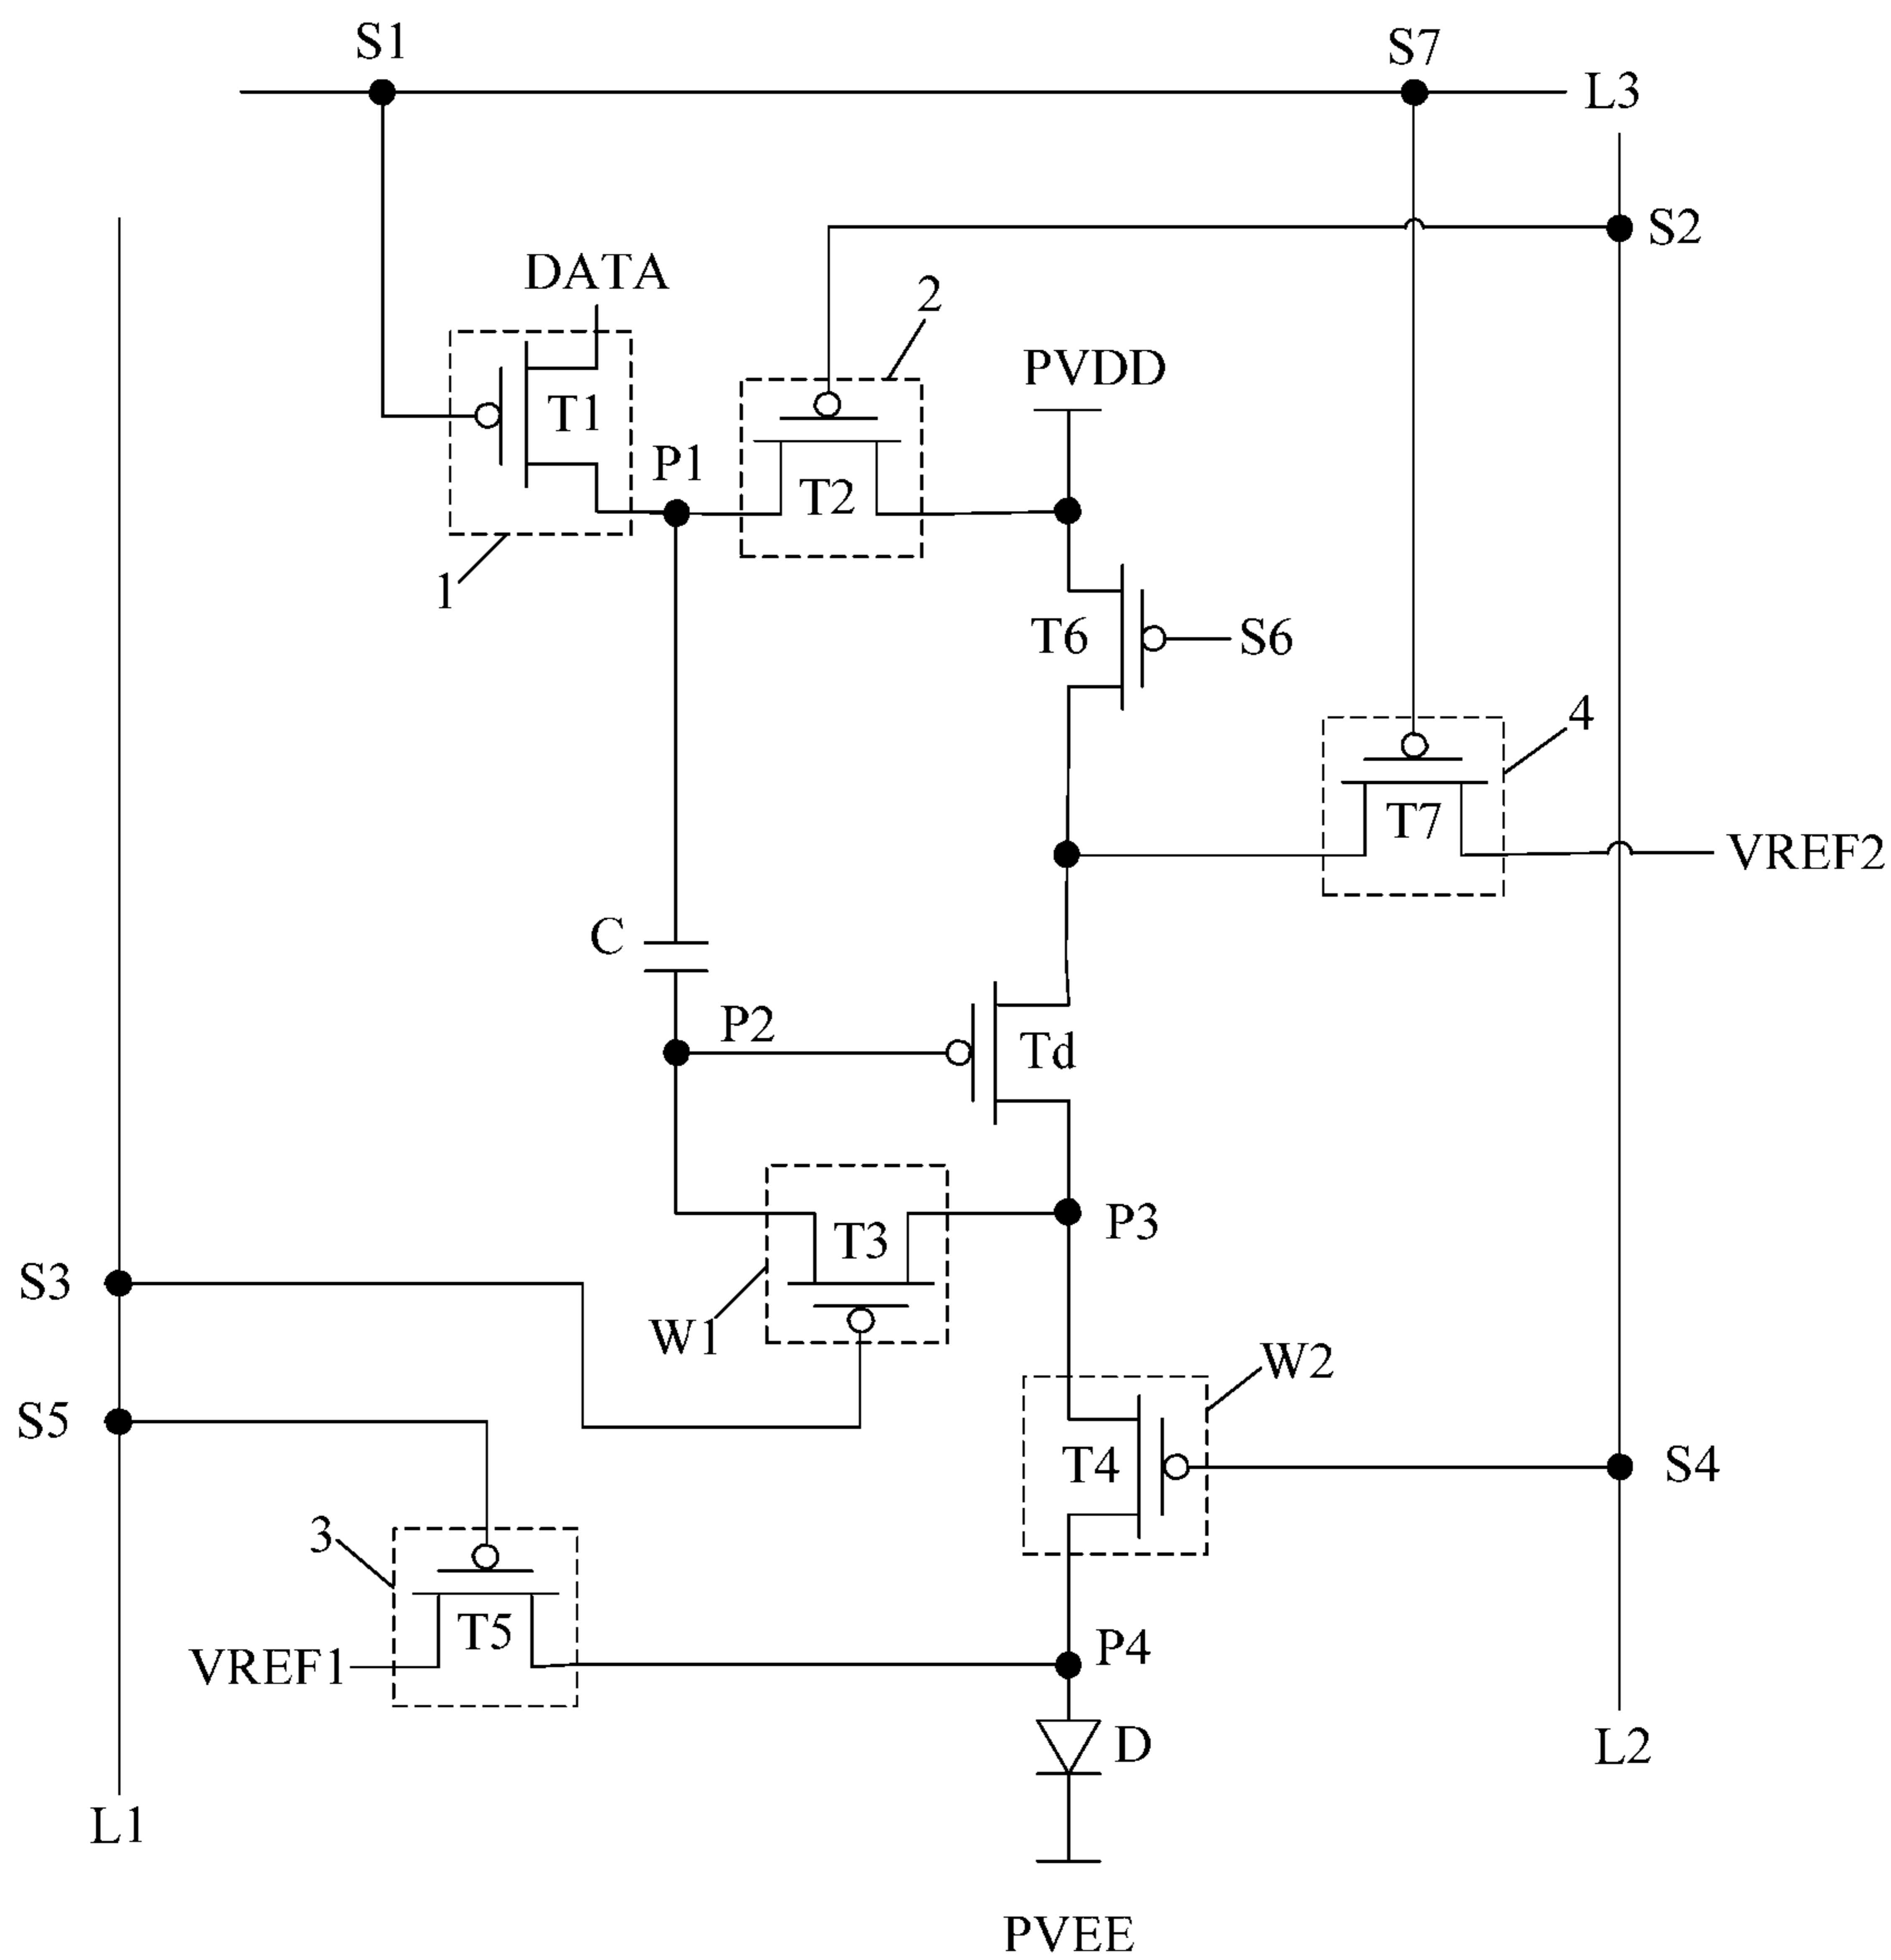 S1
S7
L3
S2
DATA
2
PVDD
T1
P1
T2
1
T6
S6
4
T7
VREF2
C
P2
Td
T3
P3
S3
W1
W2
S5
T4
S4
3
T5
P4
VREF1
D
L2
L1
PVEE